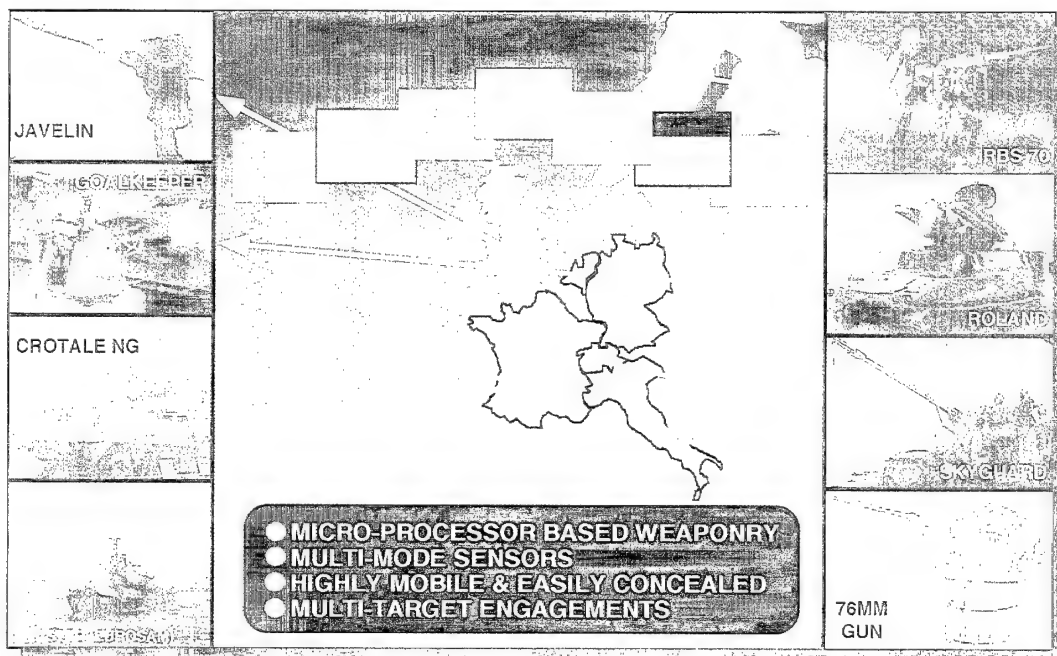 JAVELIN
GOALKEEPER
CROTALE NG
RBS 70
ROLAND
SKYGUARD
76MM
GUN
MICRO-PROCESSOR BASED WEAPONRY
MULTI-MODE SENSORS
HIGHLY MOBILE & EASILY CONCEALED
MULTI-TARGET ENGAGEMENTS